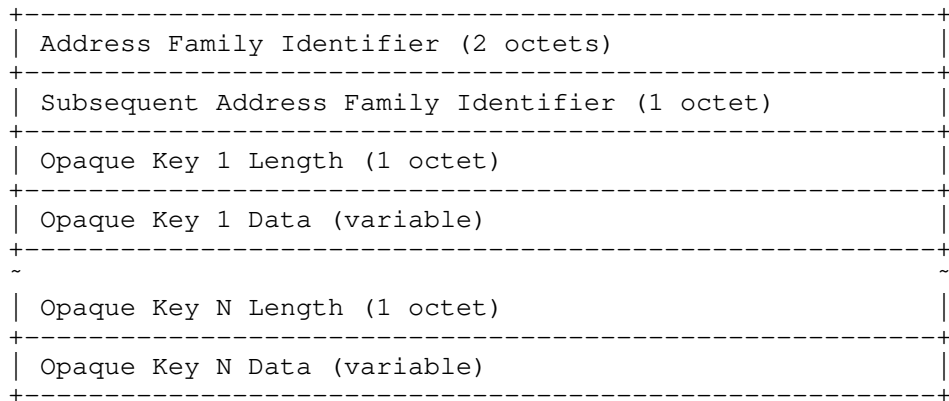 Address Family Identifier (2 octets)
Subsequent Address Family Identifier (1 octet)
Opaque Key 1 Length (1 octet)
Opaque Key 1 Data (variable)
~ ~
Opaque Key N Length (1 octet)
Opaque Key N Data (variable)